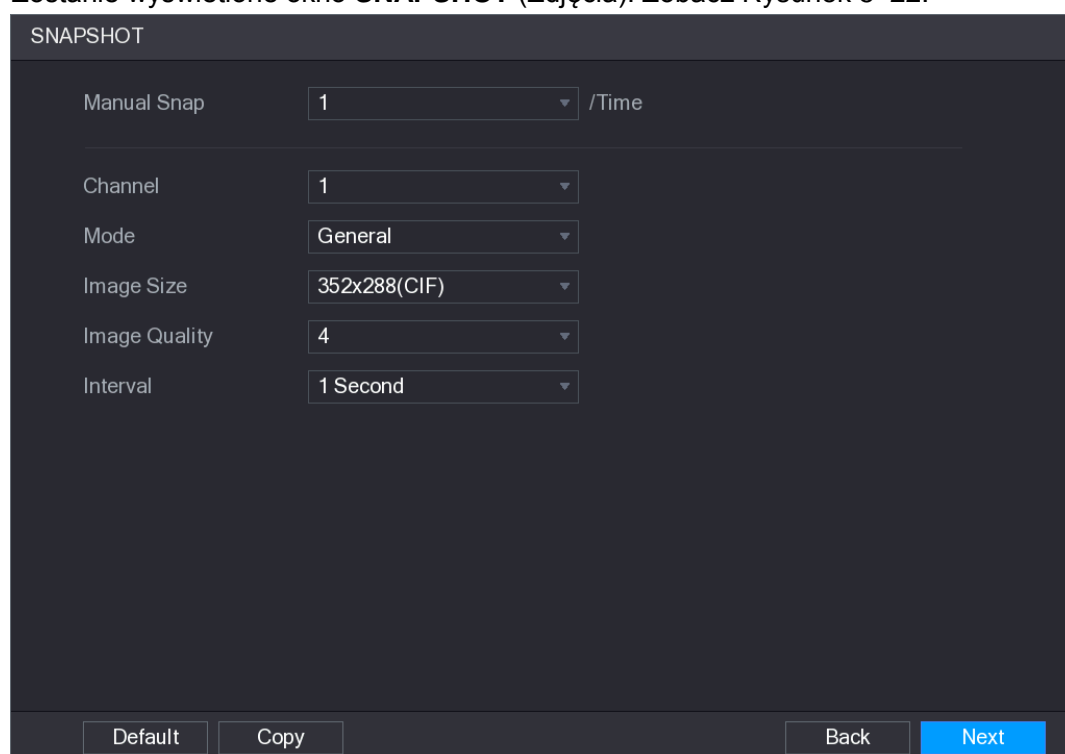 SNAPSHOT
Manual Snap 1 /Time
Channel 1
Mode General
Image Size 352x288(CIF)
Image Quality 4
Interval 1 Second
Default Copy Back Next